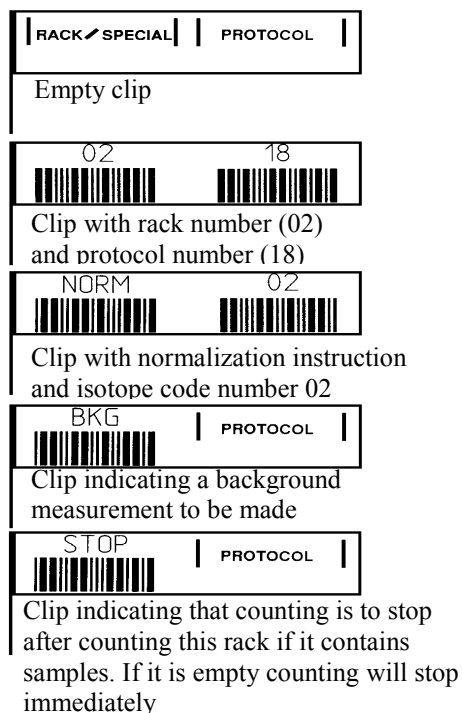 RACK/SPECIAL PROTOCOL
Empty clip
02 18
Clip with rack number (02)
and protocol number (18)
NORM 02
Clip with normalization instruction
and isotope code number 02
BKG PROTOCOL
Clip indicating a background
measurement to be made
STOP PROTOCOL
Clip indicating that counting is to stop
after counting this rack if it contains
samples. If it is empty counting will stop
immediately